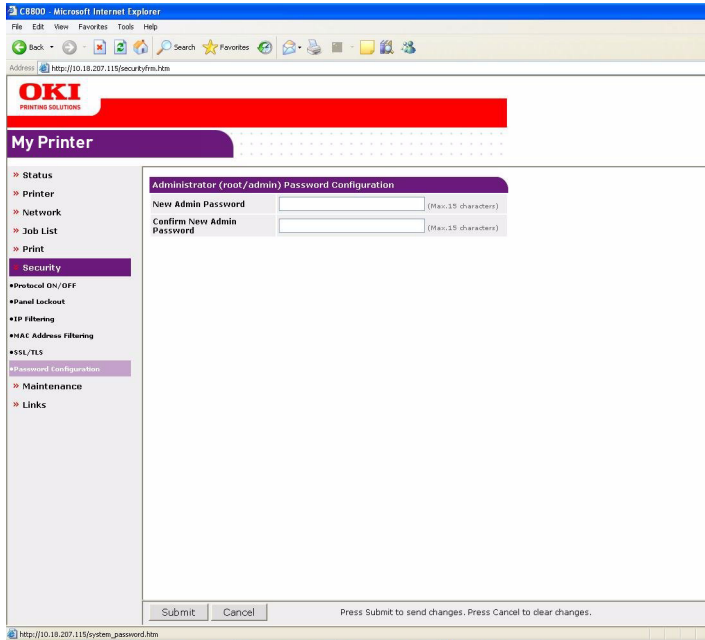 C8800 - Microsoft Internet Explorer
File Edit View Favorites Tools Help
Back Search Favorites
Address http://10.18.207.115/securityfrm.htm
OKI
PRINTING SOLUTIONS
My Printer
» Status
» Printer
» Network
» Job List
» Print
» Security
•Protocol ON/OFF
•Panel Lockout
•IP Filtering
•MAC Address Filtering
•SSL/TLS
•Password Configuration
» Maintenance
» Links
Administrator (root/admin) Password Configuration
New Admin Password (Max.15 characters)
Confirm New Admin
Password (Max.15 characters)
Submit Cancel Press Submit to send changes. Press Cancel to clear changes.
http://10.18.207.115/system_password.htm